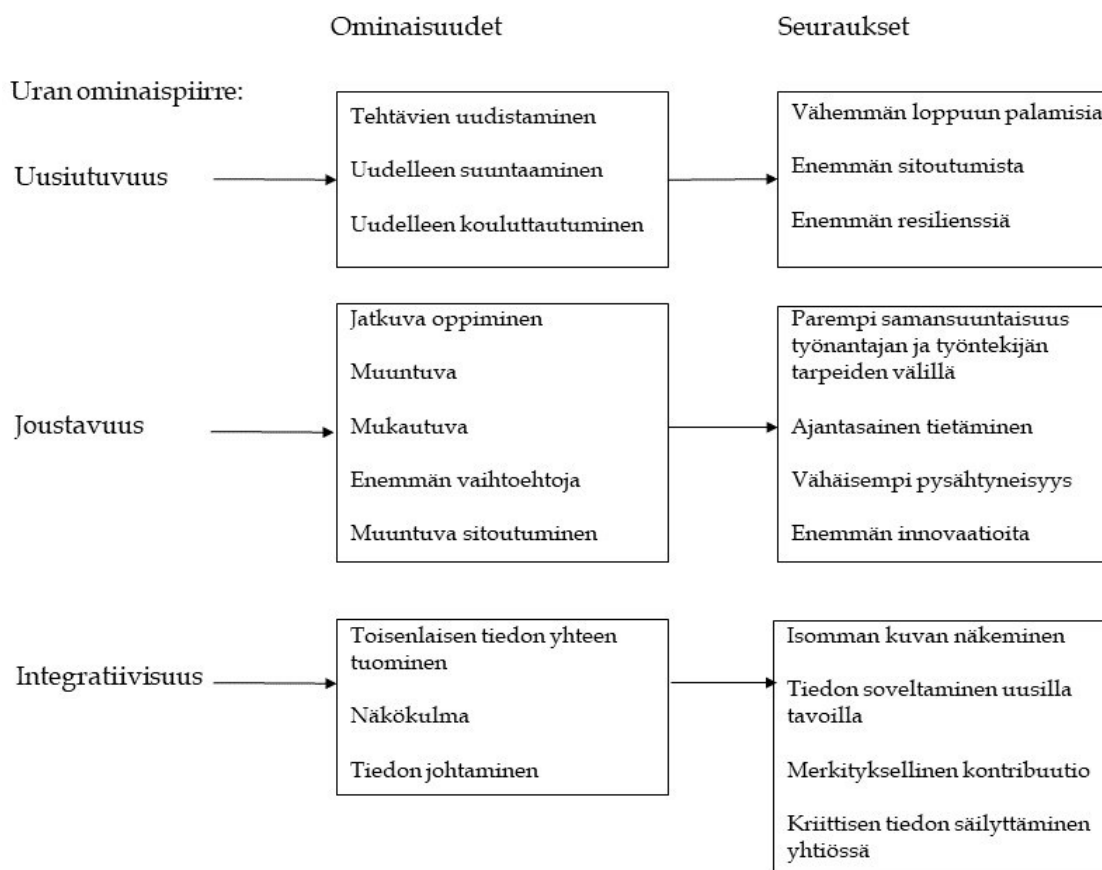 Ominaisuudet
Seuraukset
Uran ominaispiirre:
Uusiutuvuus
Tehtävien uudistaminen
Uudelleen suuntaaminen
Uudelleen kouluttautuminen
Vähemmän loppuun palamisia
Enemmän sitoutumista
Enemmän resilienssiä
Joustavuus
Jatkuva oppiminen
Muuntuva
Mukautuva
Enemmän vaihtoehtoja
Muuntuva sitoutuminen
Parempi samansuuntaisuus
työnantajan ja työntekijän
tarpeiden välillä
Ajantasainen tietäminen
Vähäisempi pysähtyneisyys
Enemmän innovaatioita
Integratiivisuus
Toisenlaisen tiedon yhteen
tuominen
Näkökulma
Tiedon johtaminen
Isomman kuvan näkeminen
Tiedon soveltaminen uusilla
tavoilla
Merkityksellinen kontribuutio
Kriittisen tiedon säilyttäminen
yhtiössä